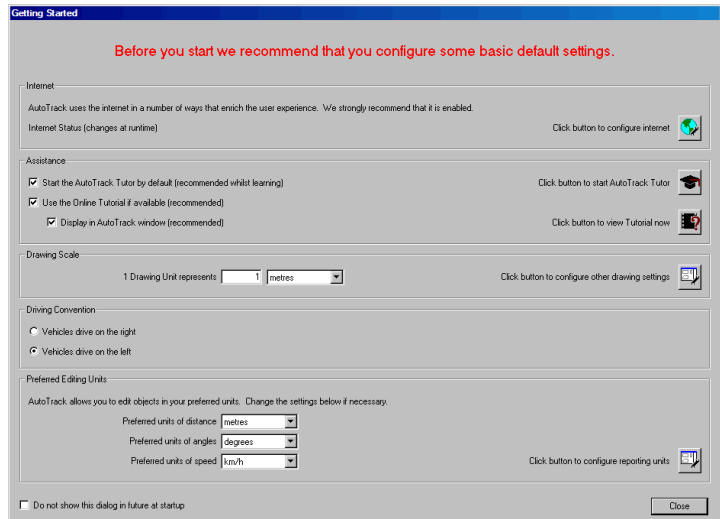 Getting Started
Before you start we recommend that you configure some basic default settings.
Internet
AutoTrack uses the internet in a number of ways that enrich the user experience. We strongly recommend that it is enabled.
Internet Status (changes at runtime)
Click button to configure internet
Assistance
Start the AutoTrack Tutor by default (recommended whilst learning)
Click button to start AutoTrack Tutor
Use the Online Tutorial if available (recommended)
Display in AutoTrack window (recommended)
Click button to view Tutorial now
Drawing Scale
1 Drawing Unit represents 1 metres
Click button to configure other drawing settings
Driving Convention
Vehicles drive on the right
Vehicles drive on the left
Preferred Editing Units
AutoTrack allows you to edit objects in your preferred units. Change the settings below if necessary.
Preferred units of distance metres
Preferred units of angles degrees
Preferred units of speed km/h
Click button to configure reporting units
Do not show this dialog in future at startup
Close